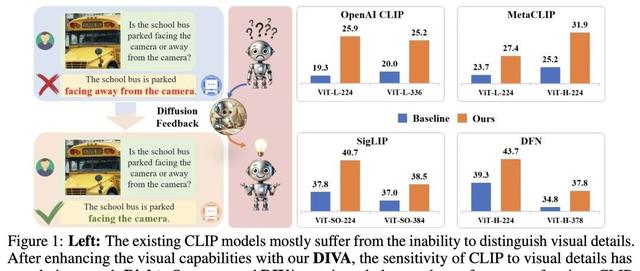 Is the school bus
parked facing the
camera or away
from the camera?
The school bus is parked
facing away from the camera.
Diffusion
Feedback
Is the school bus
parked facing the
camera or away
from the camera?
The school bus is parked
facing the camera.
????
OpenAI CLIP
25.9
25.2
19.3
20.0
ViT-L-224
ViT-L-336
MetaCLIP
31.9
27.4
25.2
23.7
ViT-L-224
ViT-H-224
Baseline
Ours
SigLIP
40.7
38.5
37.8
37.0
ViT-SO-224
ViT-SO-384
DFN
43.7
39.3
37.8
34.8
ViT-H-224
ViT-H-378
Figure 1: Left: The existing CLIP models mostly suffer from the inability to distinguish visual details.
After enhancing the visual capabilities with our DIVA, the sensitivity of CLIP to visual details has